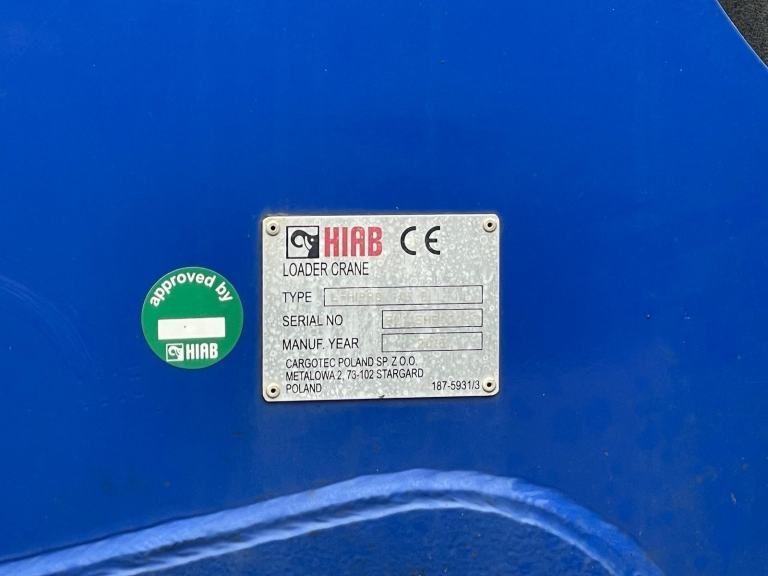 approved by
HIAB
HIAB CE
LOADER CRANE
TYPE
SERIAL NO
MANUF. YEAR
CARGOTEC POLAND SP. Z O.O.
METALOWA 2, 73-102 STARGARD
POLAND
187-5931/3